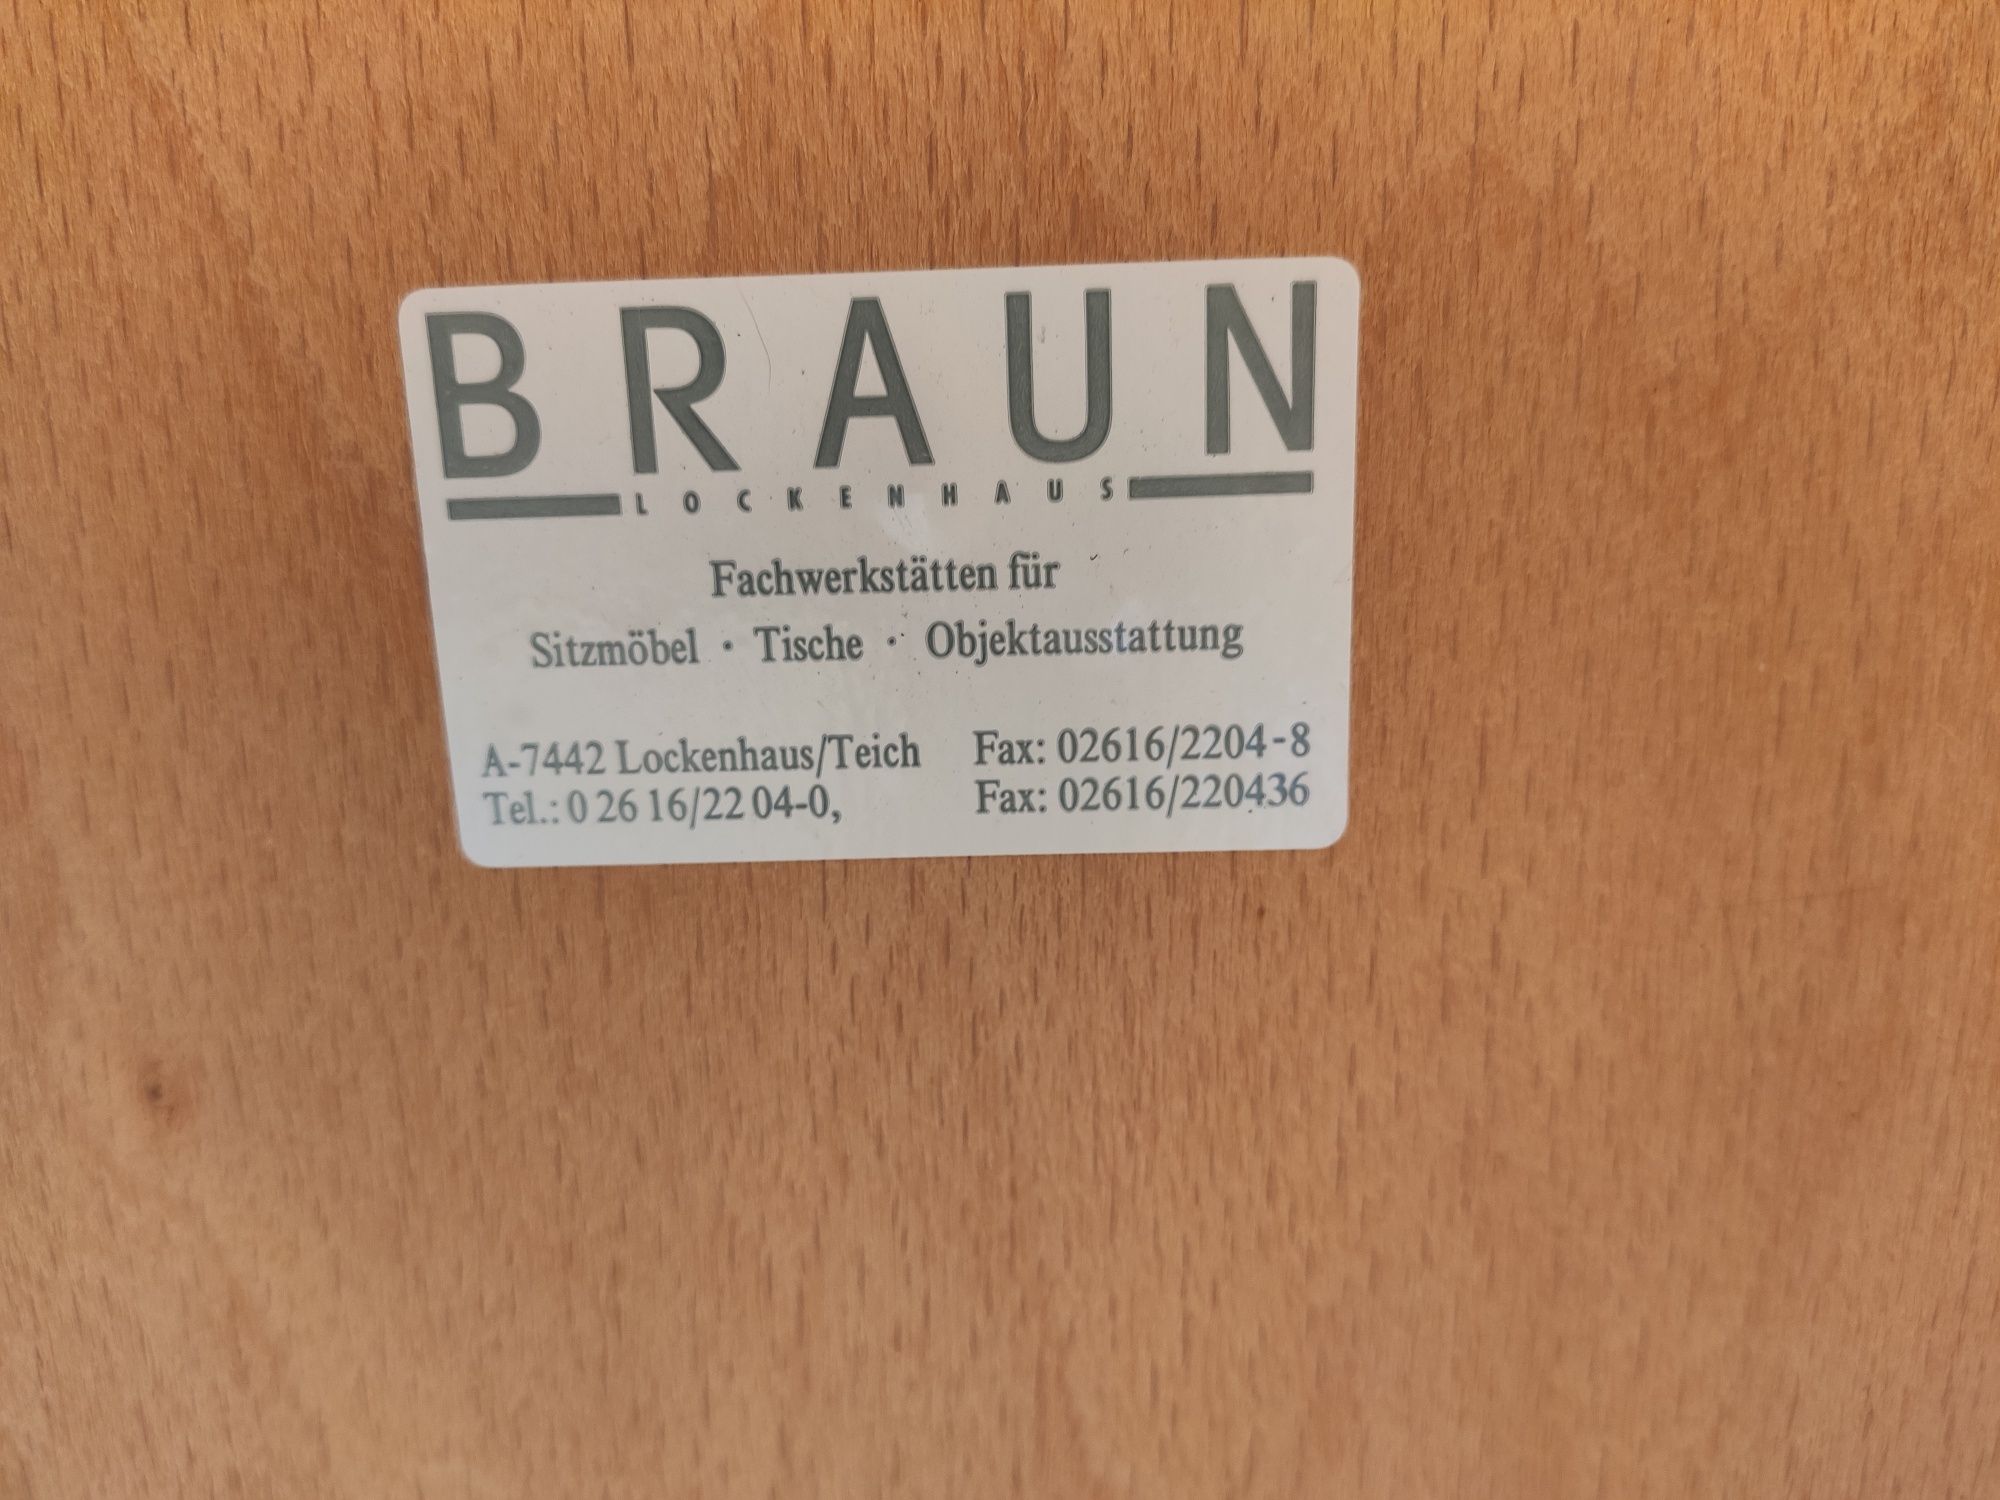 BRAUN
LOCKENHAUS
Fachwerkstätten für
Sitzmöbel · Tische · Objektausstattung
A-7442 Lockenhaus/Teich Fax: 02616/2204-8
Tel.: 0 26 16/22 04-0, Fax: 02616/220436